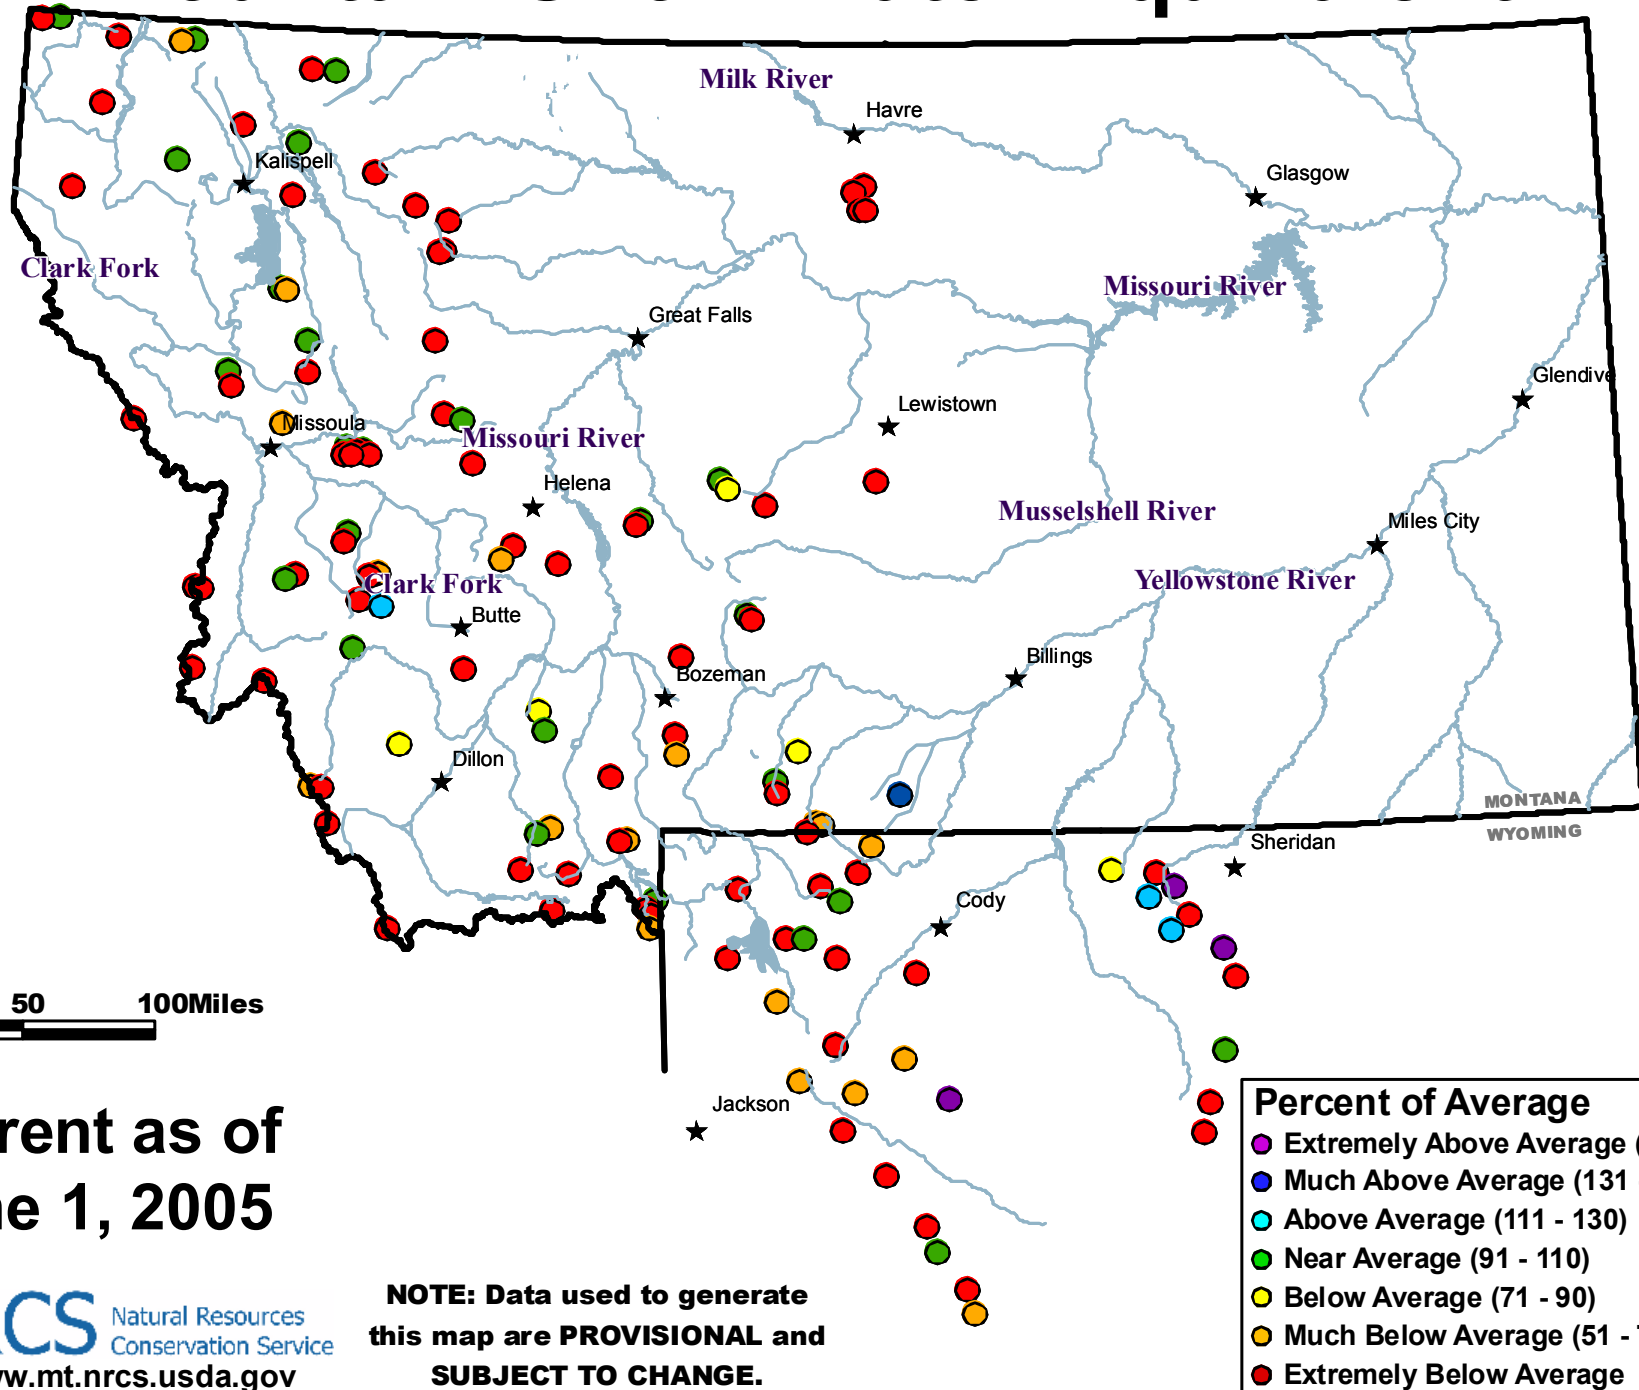 Milk River
Havre
Kalispell
Glasgow
Clark Fork
Missouri River
Great Falls
Glendive
Lewistown
Missoula
Missouri River
Helena
Musselshell River
Miles City
Clark Fork
Yellowstone River
Butte
Billings
Bozeman
Dillon
MONTANA
WYOMING
Sheridan
Cody
50 100Miles
Jackson
rent as of
e 1, 2005
Percent of Average
Extremely Above Average (
Much Above Average (131
Above Average (111 - 130)
Near Average (91 - 110)
Below Average (71 - 90)
Much Below Average (51 -
Extremely Below Average
CS Natural Resources
Conservation Service
w.mt.nrcs.usda.gov
NOTE: Data used to generate
this map are PROVISIONAL and
SUBJECT TO CHANGE.